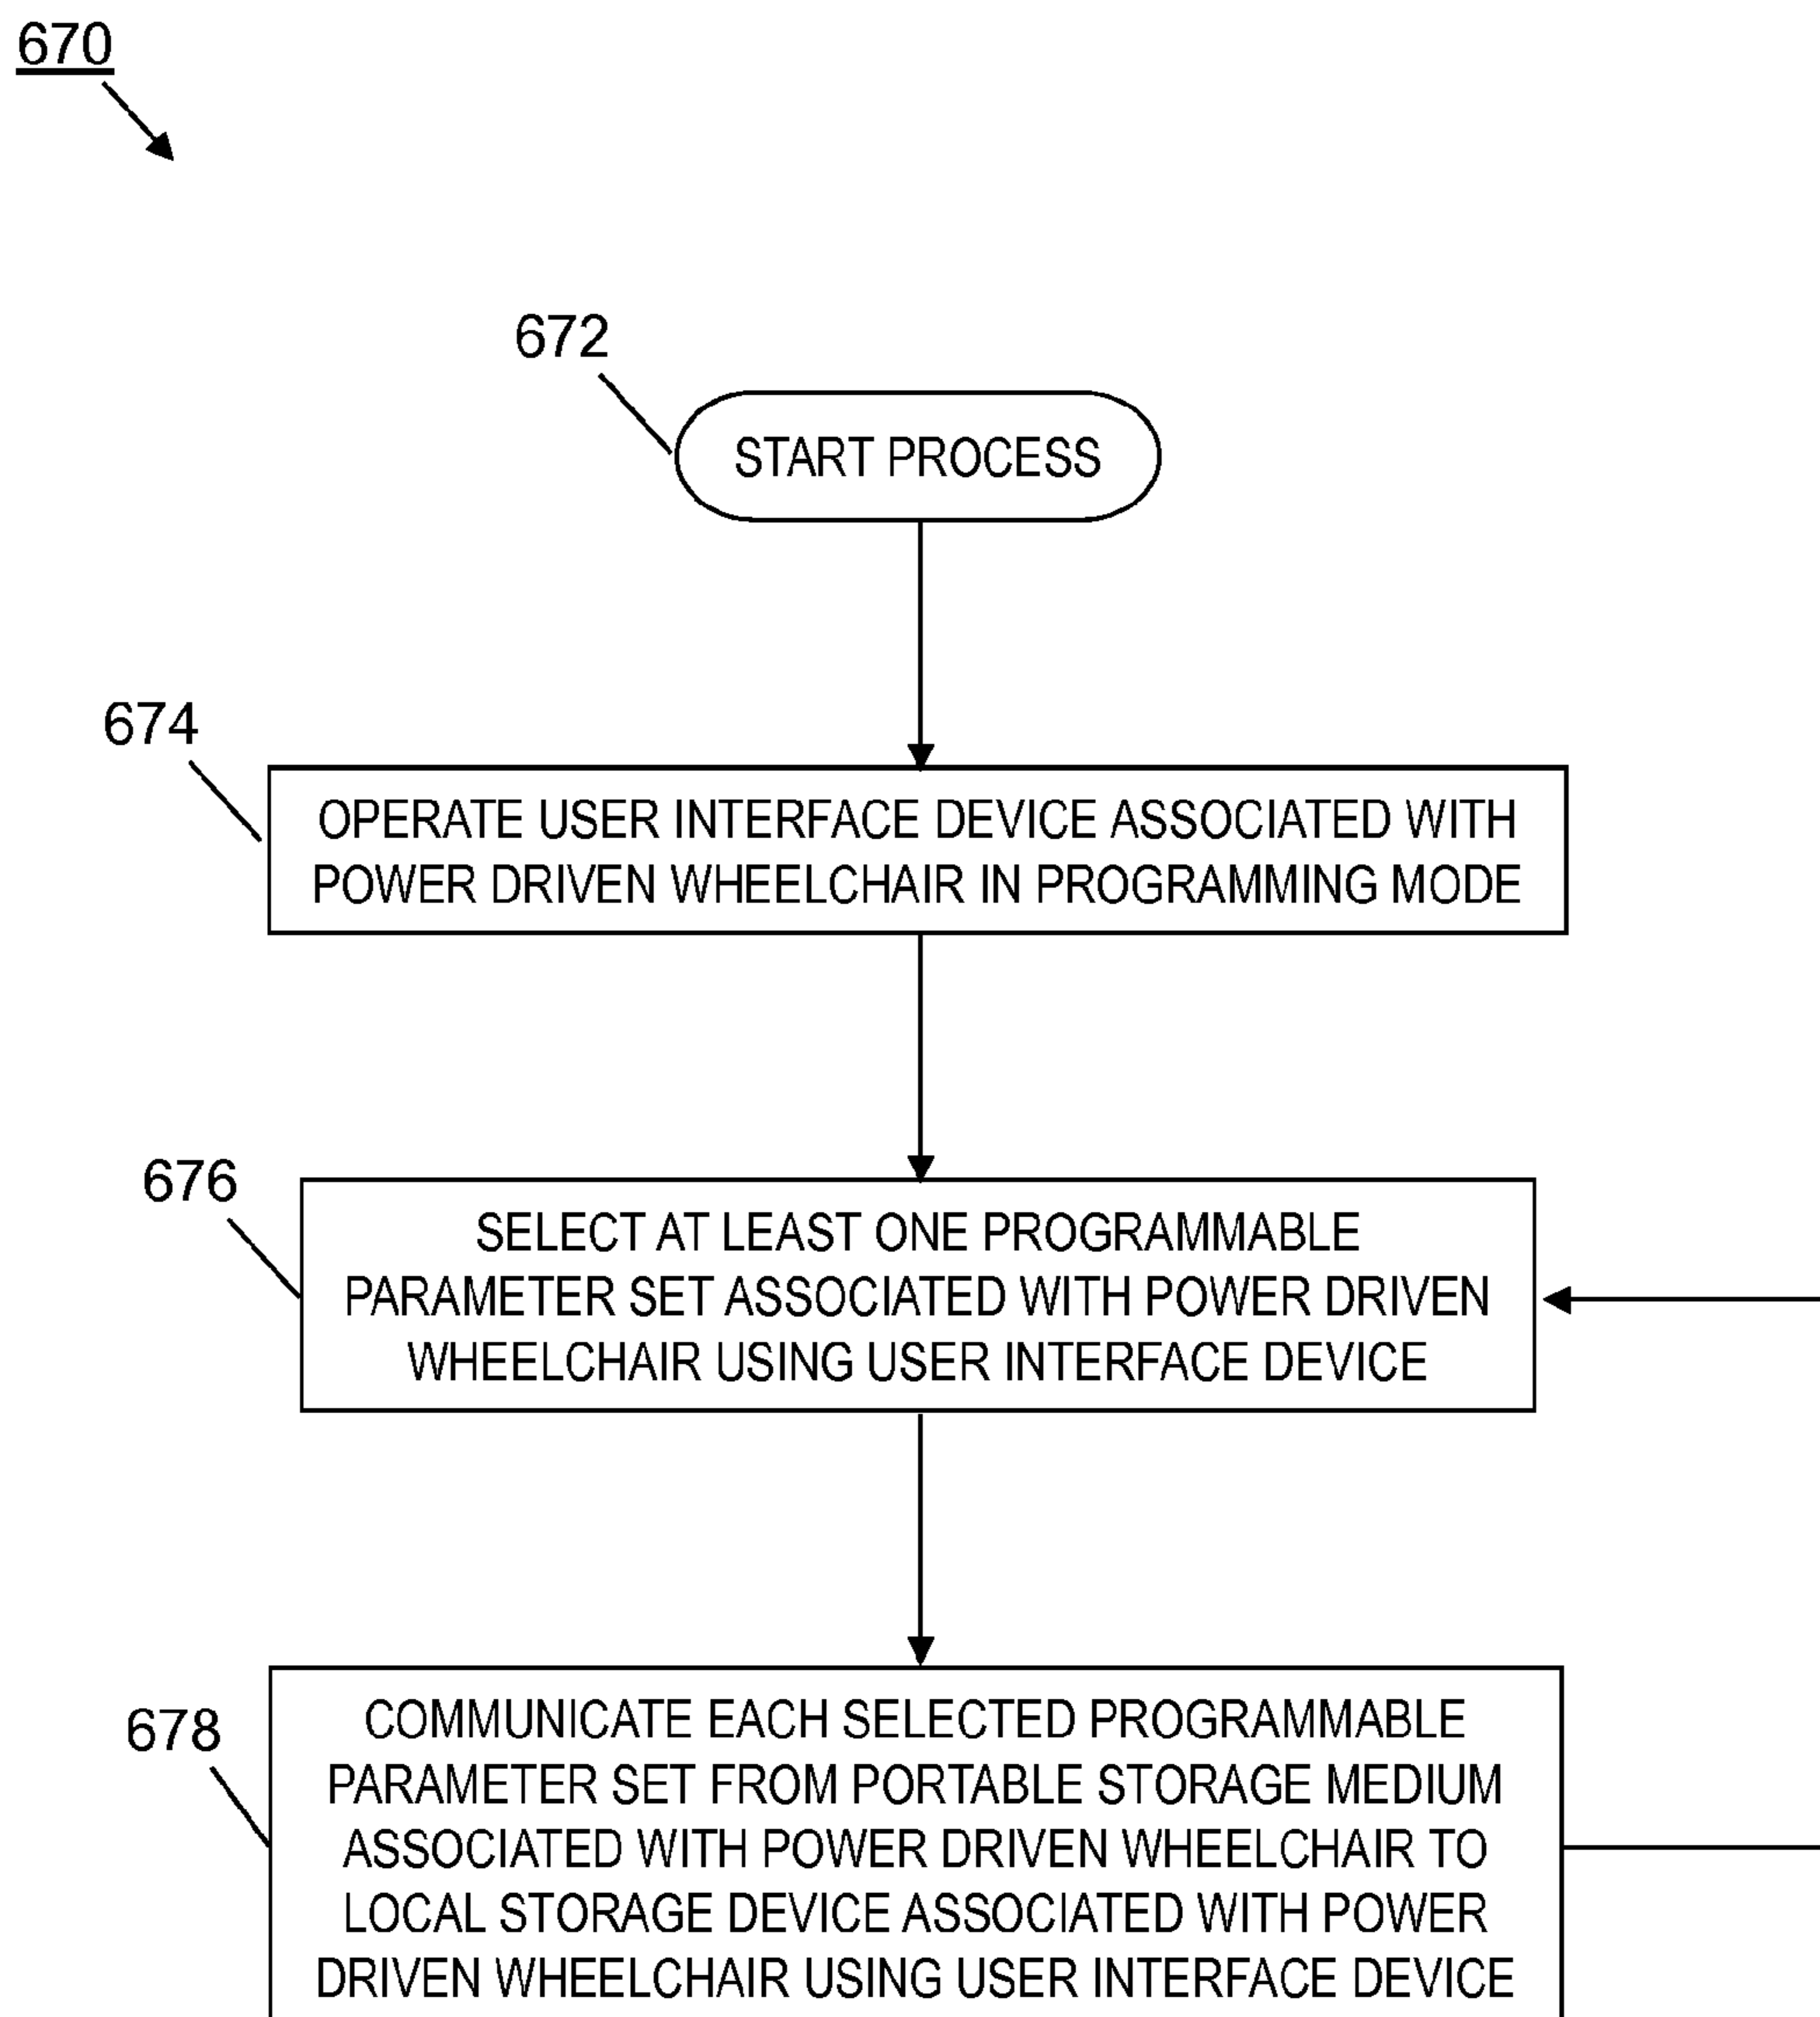 670
672
START PROCESS
674
OPERATE USER INTERFACE DEVICE ASSOCIATED WITH
POWER DRIVEN WHEELCHAIR IN PROGRAMMING MODE
676
SELECT AT LEAST ONE PROGRAMMABLE
PARAMETER SET ASSOCIATED WITH POWER DRIVEN
WHEELCHAIR USING USER INTERFACE DEVICE
678
COMMUNICATE EACH SELECTED PROGRAMMABLE
PARAMETER SET FROM PORTABLE STORAGE MEDIUM
ASSOCIATED WITH POWER DRIVEN WHEELCHAIR TO
LOCAL STORAGE DEVICE ASSOCIATED WITH POWER
DRIVEN WHEELCHAIR USING USER INTERFACE DEVICE